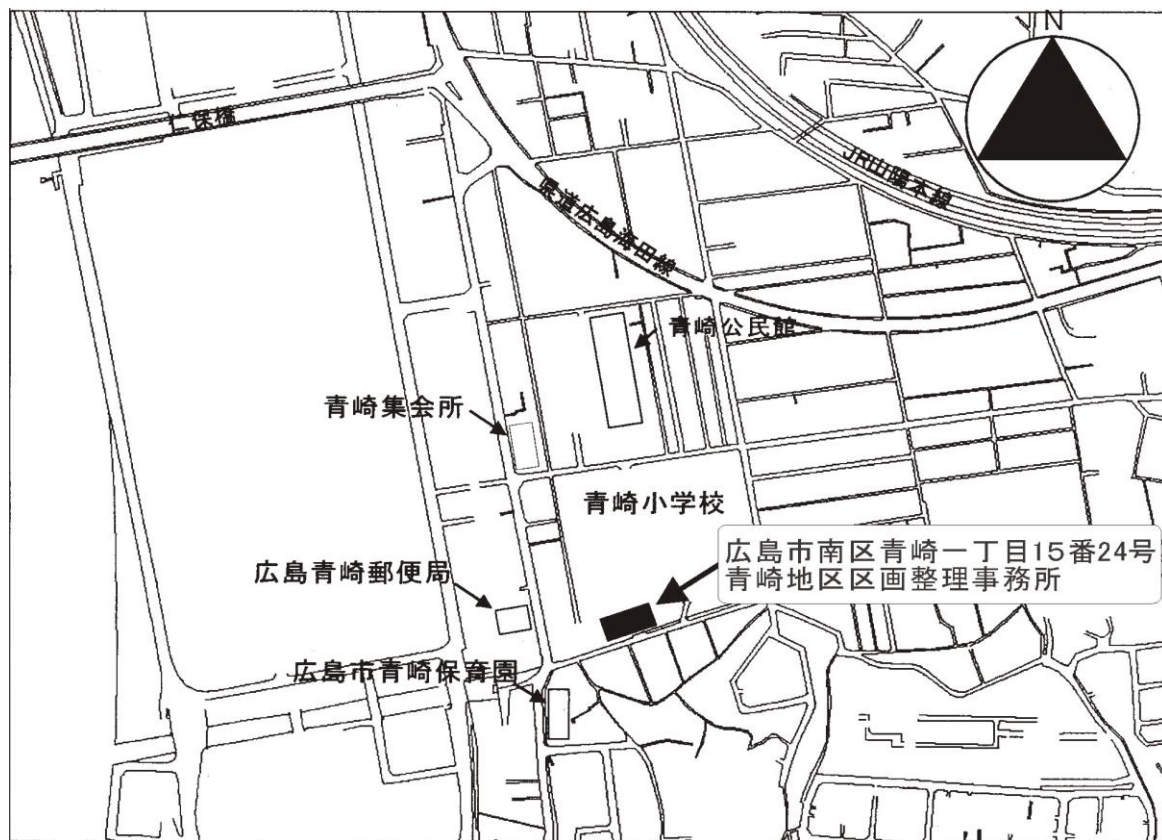 N
仁保橋
JR山陽本線
県道広島海田線
青崎公民館
青崎集会所
青崎小学校
広島市南区青崎一丁目15番24号
青崎地区区画整理事務所
広島青崎郵便局
広島市青崎保育園